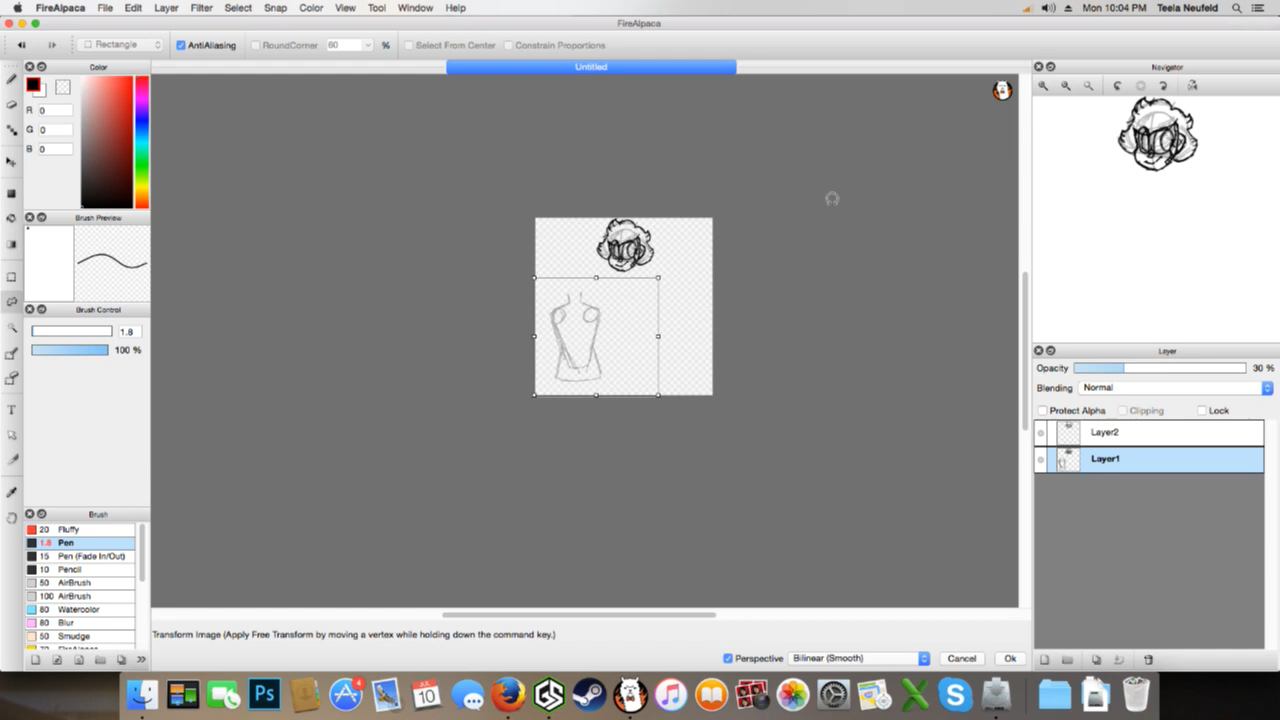 FireAlpaca File Edit Layer Filter Select Snap Color View Tool Window Help Mon 10:04 PM Teela Neufeld
FireAlpaca
Rectangle AntiAliasing RoundCorner 60 % Select From Center Constrain Proportions
Color
Untitled
Navigator
R 0
G 0
B 0
Brush Preview
Brush Control
1.8
100 %
Layer
Opacity 30 %
Blending Normal
Protect Alpha Clipping Lock
Layer2
Layer1
Brush
20 Fluffy
1.8 Pen
15 Pen (Fade In/Out)
10 Pencil
50 AirBrush
100 AirBrush
80 Watercolor
80 Blur
50 Smudge
Transform Image (Apply Free Transform by moving a vertex while holding down the command key.)
Perspective Bilinear (Smooth) Cancel Ok
Ps
4
JUL
10